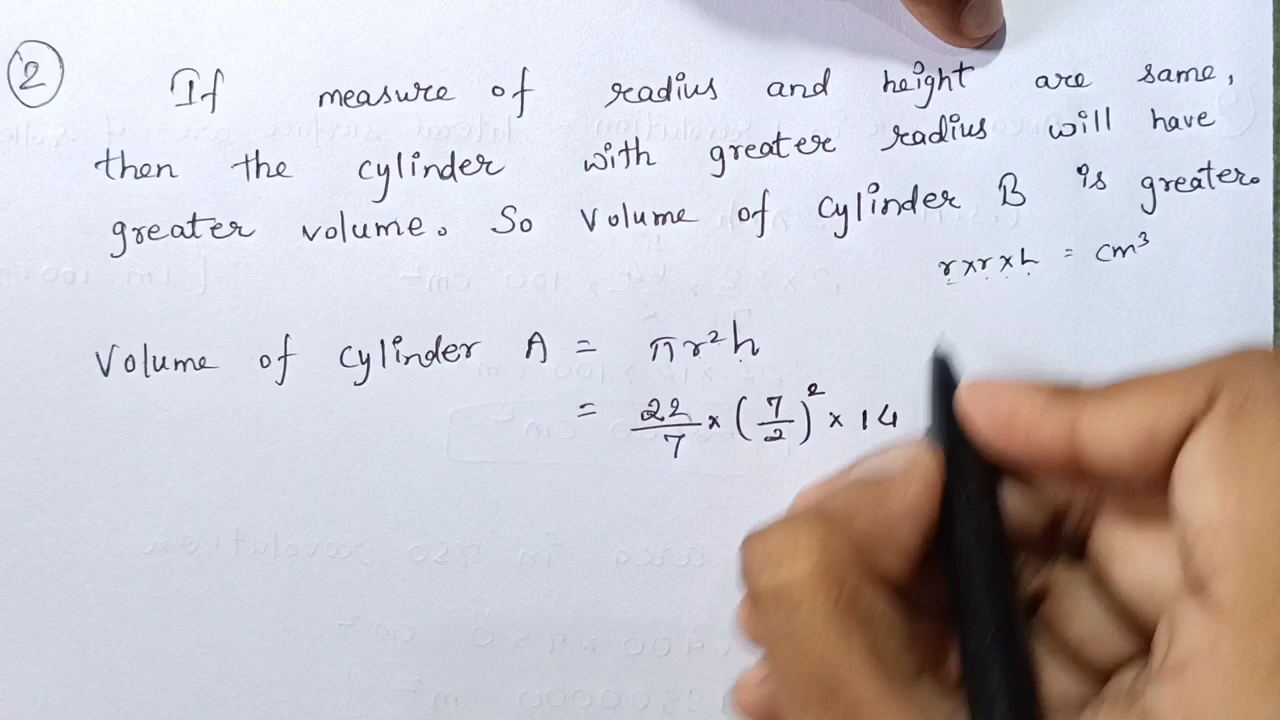 2 If measure of radius and height are same,
then the cylinder with greater radius will have
greater volume. So Volume of cylinder B is greater.
r×r×h = cm³
Volume of cylinder A = πr²h
= 22/7 × (7/2)² × 14